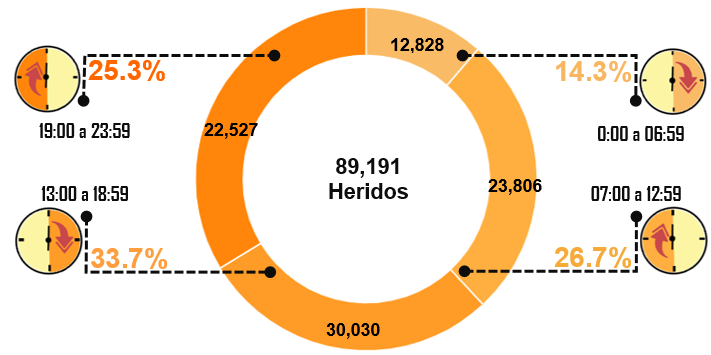 12,828
25.3%
14.3%
22,527
19:00 a 23:59
0:00 a 06:59
89,191
Heridos
23,806
13:00 a 18:59
07:00 a 12:59
33.7%
26.7%
30,030